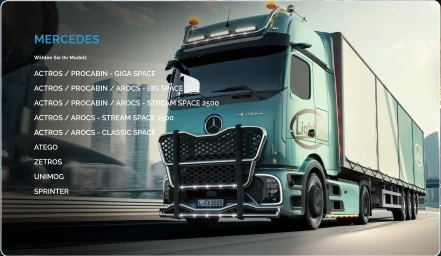 MERCEDES
Wählen Sie Ihr Modell:
ACTROS / PROCABIN - GIGA SPACE
ACTROS / PROCABIN / AROCS - BIG SPACE
ACTROS / PROCABIN / AROCS - STREAM SPACE 2500
ACTROS / AROCS - STREAM SPACE 2300
ACTROS / AROCS - CLASSIC SPACE
ATEGO
ZETROS
UNIMOG
SPRINTER